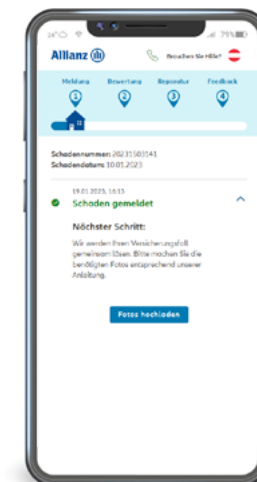 79%
Allianz
Brauchen Sie Hilfe?
Meldung Bewertung Reparatur Feedback
1 2 3 4
Schadennummer: 20231503141
Schadendatum: 10.01.2023
19.01.2023, 16:13
Schaden gemeldet
Nächster Schritt:
Wir werden Ihren Versicherungsfall
gemeinsam lösen. Bitte machen Sie die
benötigten Fotos entsprechend unserer
Anleitung.
Fotos hochladen